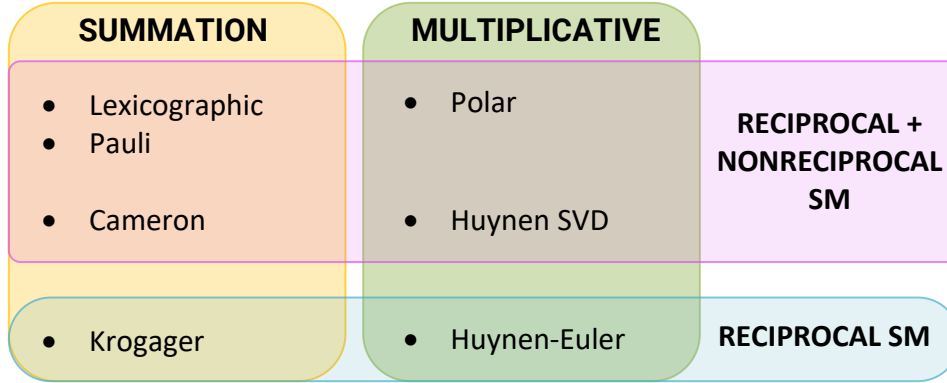 SUMMATION
MULTIPLICATIVE
• Lexicographic
• Pauli
• Cameron
• Polar
• Huynen SVD
RECIPROCAL +
NONRECIPROCAL
SM
• Krogager
• Huynen-Euler
RECIPROCAL SM